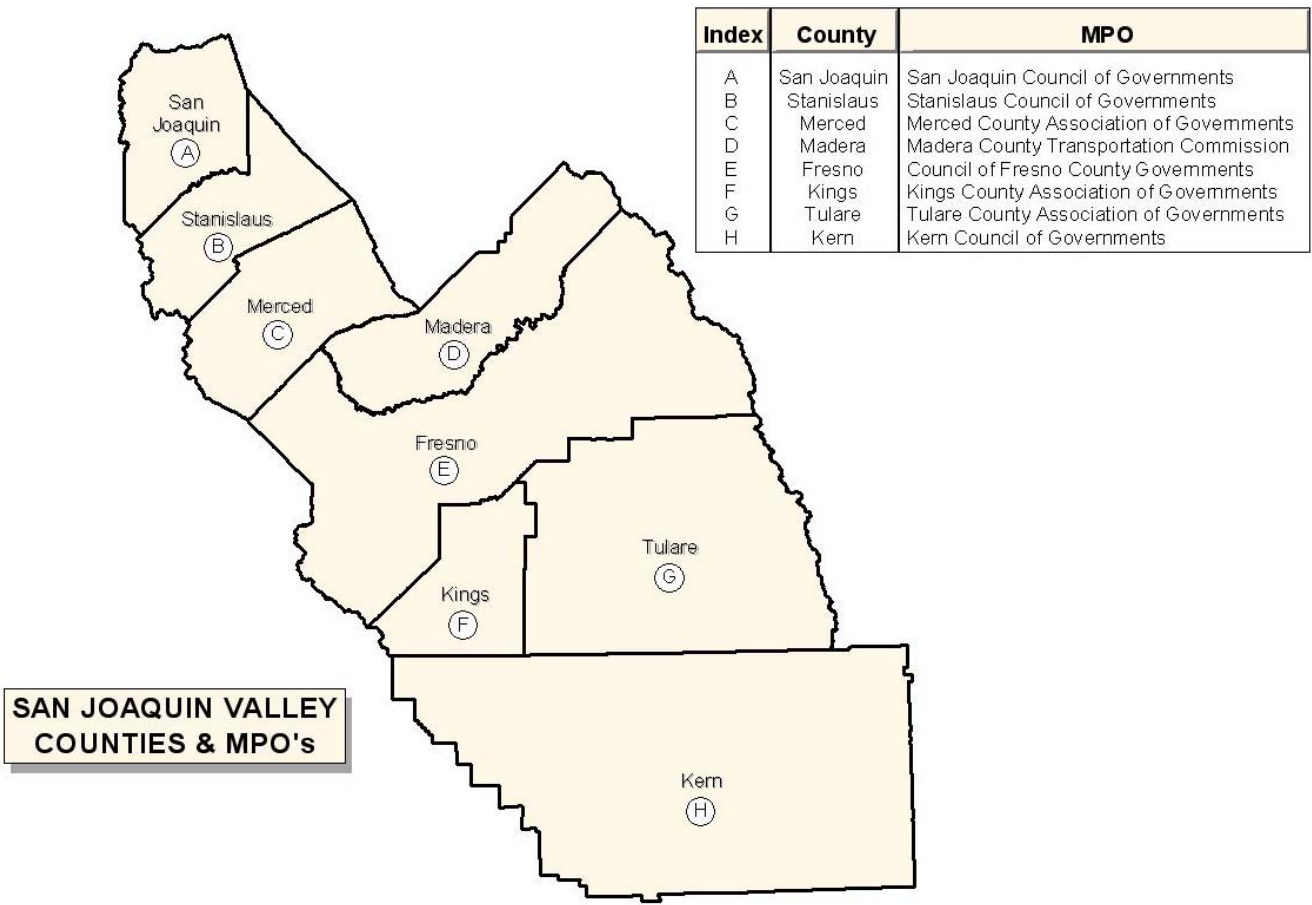 Index County MPO
A San Joaquin San Joaquin Council of Governments
B Stanislaus Stanislaus Council of Governments
C Merced Merced County Association of Governments
D Madera Madera County Transportation Commission
E Fresno Council of Fresno County Governments
F Kings Kings County Association of Governments
G Tulare Tulare County Association of Governments
H Kern Kern Council of Governments
San
Joaquin
A
Stanislaus
B
Merced
C
Madera
D
Fresno
E
Tulare
G
Kings
F
SAN JOAQUIN VALLEY
COUNTIES & MPO's
Kern
H